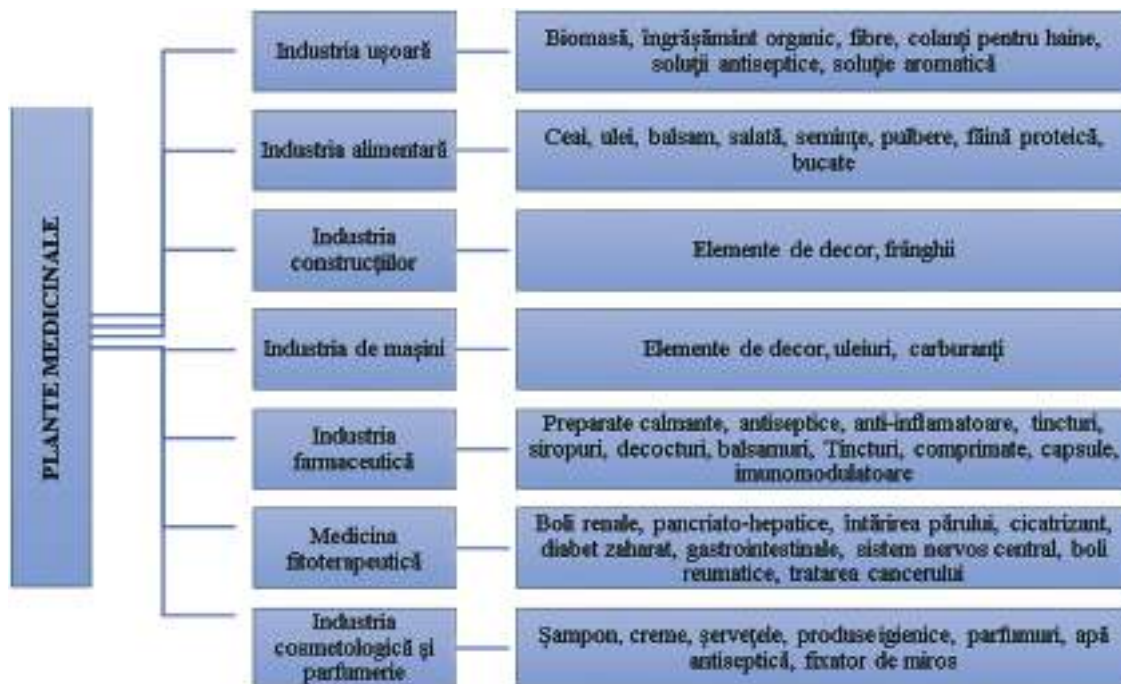 PLANTE MEDICINALE
Industria ușoară
Biomasă, îngrășământ organic, fibre, colanți pentru haine,
soluții antiseptice, soluție aromatică
Industria alimentară
Ceai, ulei, balsam, salată, semințe, pulbere, făină proteică,
bucate
Industria
construcțiilor
Elemente de decor, frânghii
Industria de mașini
Elemente de decor, uleiuri, carburanți
Industria
farmaceutică
Preparate calmante, antiseptice, anti-inflamatoare, tincturi,
siropuri, decocturi, balsamuri, Tincturi, comprimate, capsule,
imunomodulatoare
Medicina
fitoterapeutică
Boli renale, pancriato-hepatice, întărirea părului, cicatrizant,
diabet zaharat, gastrointestinale, sistem nervos central, boli
reumatice, tratarea cancerului
Industria
cosmetologică și
parfumerie
Șampon, creme, șervețele, produse igienice, parfumuri, apă
antiseptică, fixator de miros